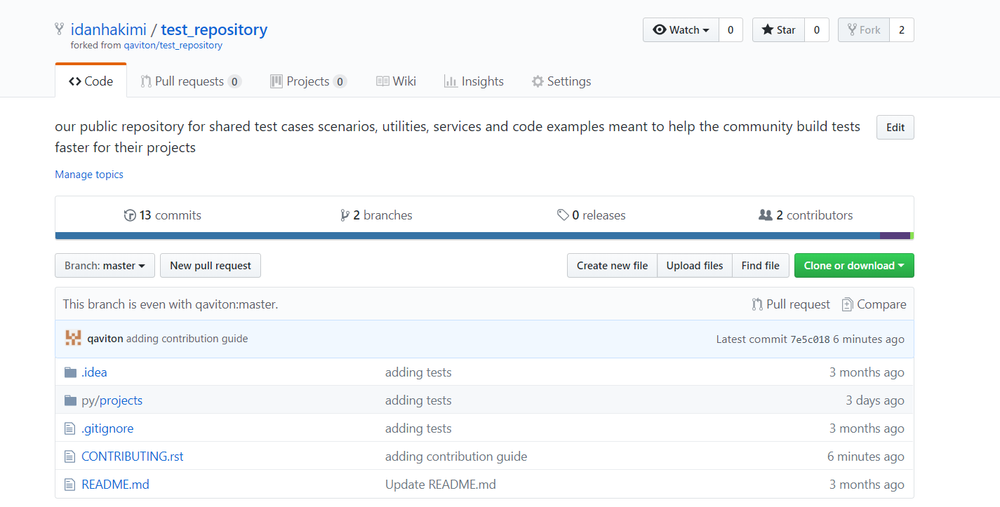 idanhakimi / test_repository
Watch 0 Star 0 Fork 2
forked from qaviton/test_repository
Code Pull requests 0 Projects 0 Wiki Insights Settings
our public repository for shared test cases scenarios, utilities, services and code examples meant to help the community build tests
faster for their projects
Edit
Manage topics
13 commits 2 branches 0 releases 2 contributors
Branch: master New pull request Create new file Upload files Find file Clone or download
This branch is even with qaviton:master. Pull request Compare
qaviton adding contribution guide Latest commit 7e5c018 6 minutes ago
.idea adding tests 3 months ago
py/projects adding tests 3 days ago
.gitignore adding tests 3 months ago
CONTRIBUTING.rst adding contribution guide 6 minutes ago
README.md Update README.md 3 months ago